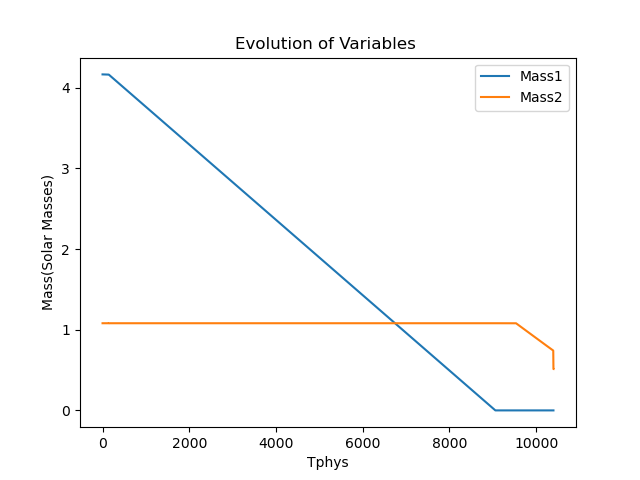 Evolution of Variables
Mass1
Mass2
Mass(Solar Masses)
4
3
2
1
0
0 2000 4000 6000 8000 10000
Tphys